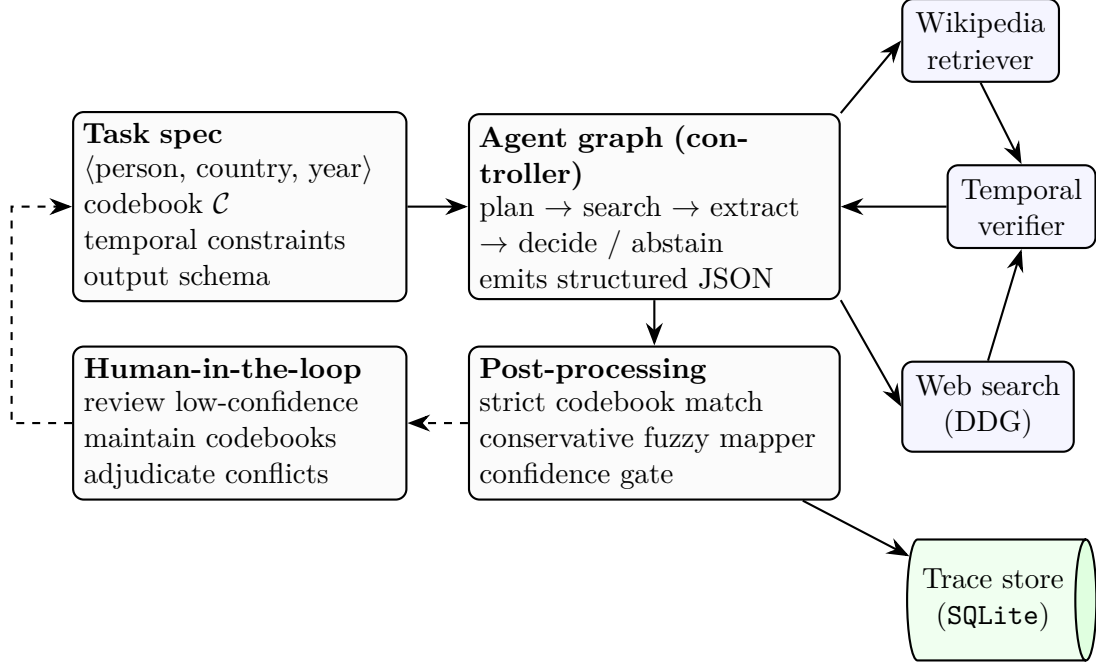 Wikipedia
retriever
Task spec
⟨person, country, year⟩
codebook 𝒞
temporal constraints
output schema
Agent graph (con-
troller)
plan → search → extract
→ decide / abstain
emits structured JSON
Temporal
verifier
Human-in-the-loop
review low-confidence
maintain codebooks
adjudicate conflicts
Post-processing
strict codebook match
conservative fuzzy mapper
confidence gate
Web search
(DDG)
Trace store
(SQLite)